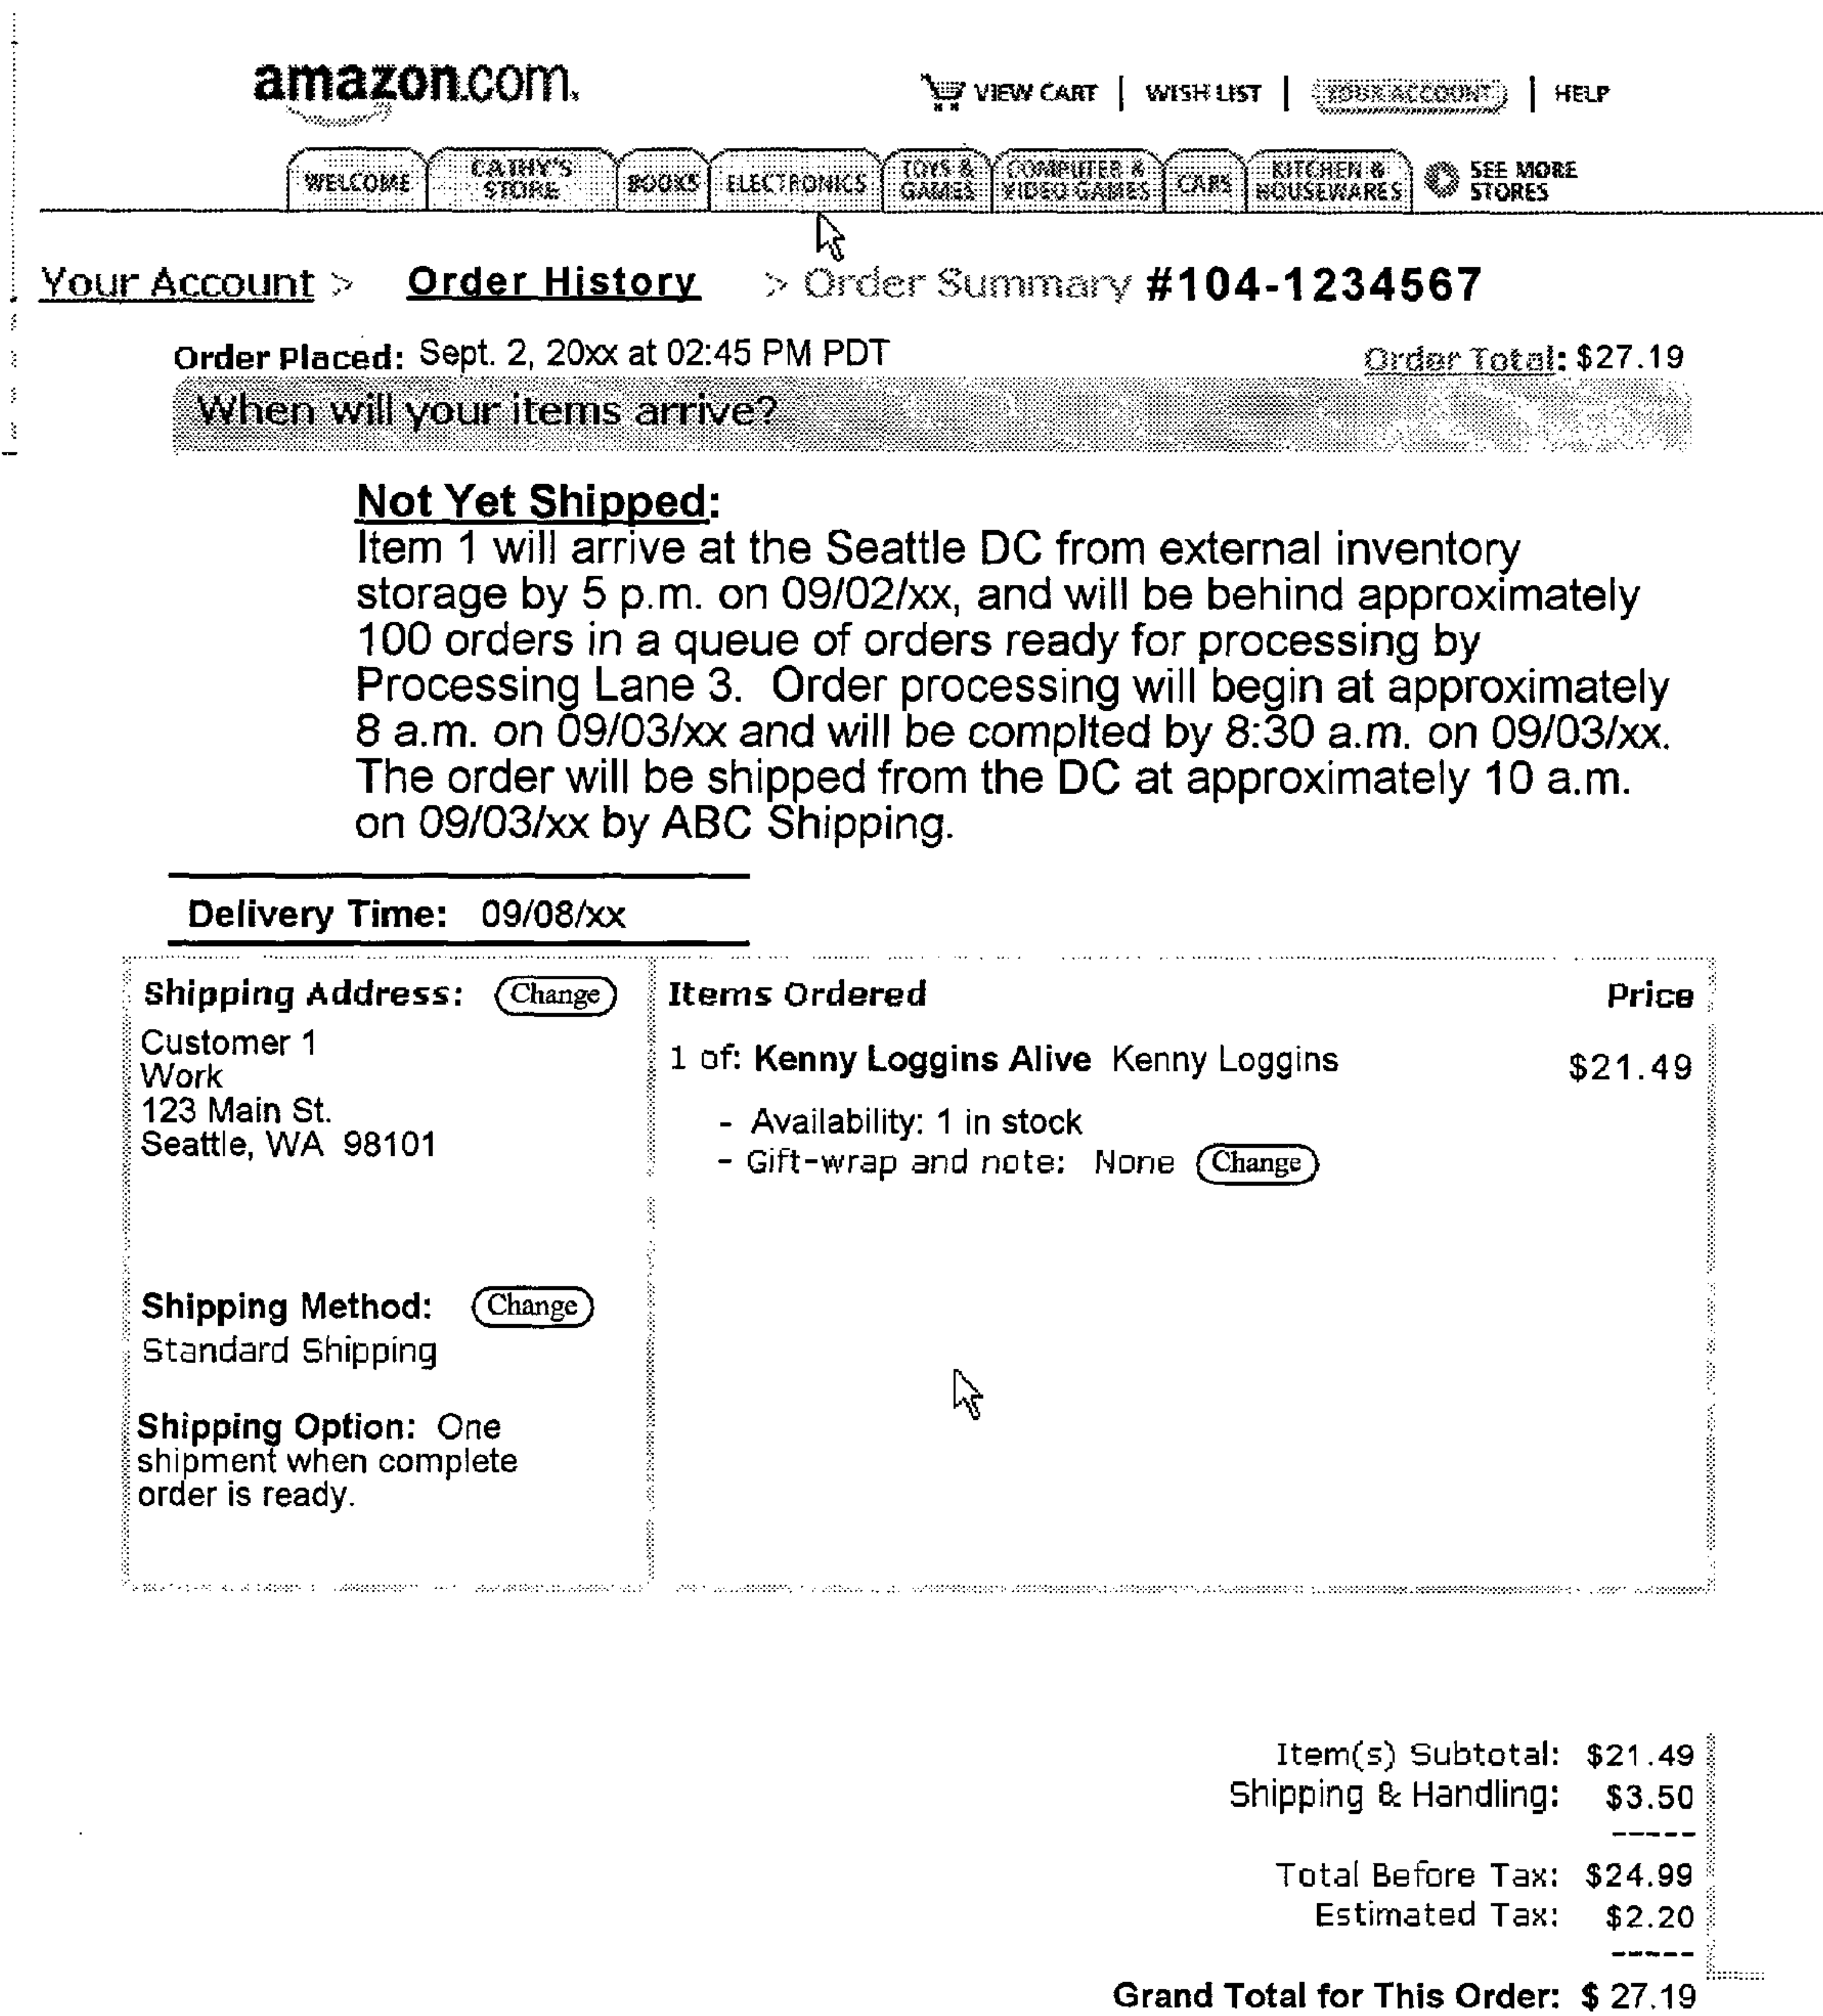 amazon.com.
VIEW CART | WISH LIST | YOUR ACCOUNT | HELP
WELCOME CATHY'S STORE BOOKS ELECTRONICS TOYS & GAMES COMPUTER & VIDEO GAMES CARS KITCHEN & HOUSEWARES SEE MORE STORES
Your Account > Order History > Order Summary #104-1234567
Order Placed: Sept. 2, 20xx at 02:45 PM PDT Order Total: $27.19
When will your items arrive?
Not Yet Shipped:
Item 1 will arrive at the Seattle DC from external inventory
storage by 5 p.m. on 09/02/xx, and will be behind approximately
100 orders in a queue of orders ready for processing by
Processing Lane 3. Order processing will begin at approximately
8 a.m. on 09/03/xx and will be complted by 8:30 a.m. on 09/03/xx.
The order will be shipped from the DC at approximately 10 a.m.
on 09/03/xx by ABC Shipping.
Delivery Time: 09/08/xx
Shipping Address: Change
Customer 1
Work
123 Main St.
Seattle, WA 98101
Shipping Method: Change
Standard Shipping
Shipping Option: One
shipment when complete
order is ready.
Items Ordered Price
1 of: Kenny Loggins Alive Kenny Loggins $21.49
- Availability: 1 in stock
- Gift-wrap and note: None Change
Item(s) Subtotal: $21.49
Shipping & Handling: $3.50
-----
Total Before Tax: $24.99
Estimated Tax: $2.20
-----
Grand Total for This Order: $ 27.19